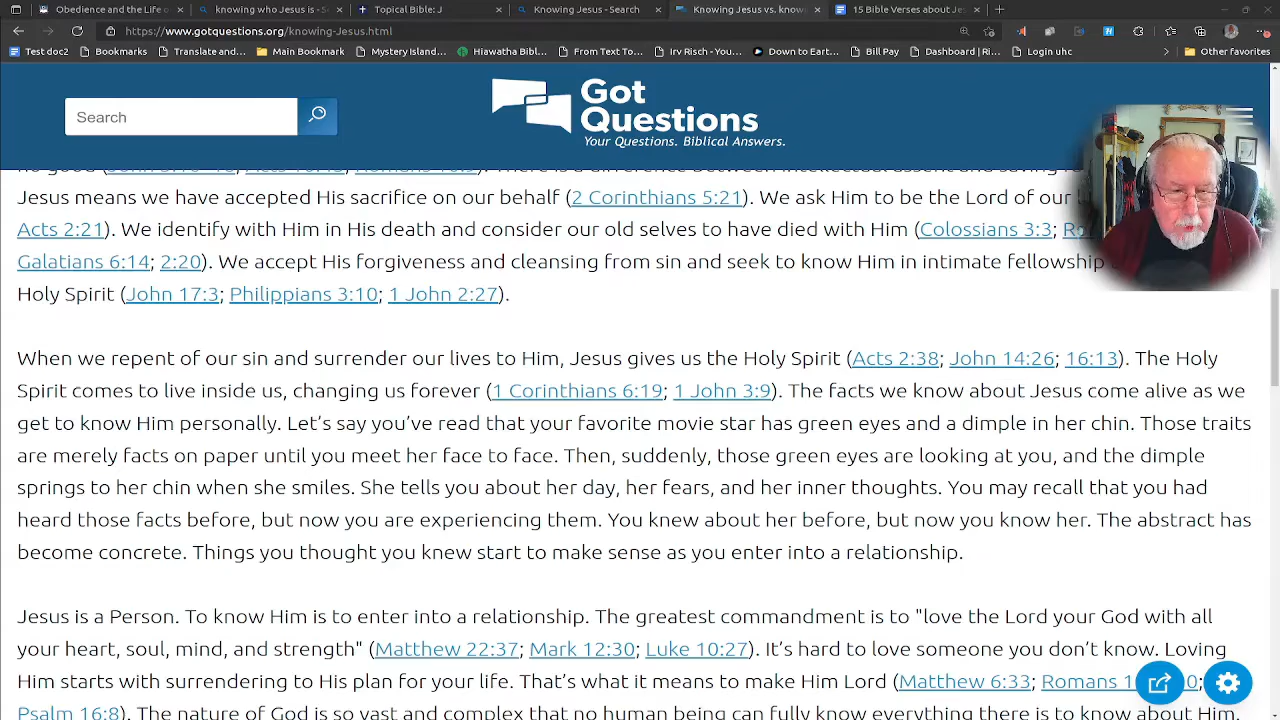 Obedience and the Life o
knowing who Jesus is - S
Topical Bible: J
Knowing Jesus - Search
Knowing Jesus vs. know
15 Bible Verses about Je
https://www.gotquestions.org/knowing-Jesus.html
Test doc2
Bookmarks
Translate and...
Main Bookmark
Mystery Island...
Hiawatha Bible...
From Text To...
Irv Risch - You...
Down to Eart...
Bill Pay
Dashboard | Ri...
Login uhc
Other favorites
Search
Got
Questions
Your Questions. Biblical Answers.
Jesus means we have accepted His sacrifice on our behalf (2 Corinthians 5:21). We ask Him to be the Lord of our
Acts 2:21). We identify with Him in His death and consider our old selves to have died with Him (Colossians 3:3;
Galatians 6:14; 2:20). We accept His forgiveness and cleansing from sin and seek to know Him in intimate fellowship
Holy Spirit (John 17:3; Philippians 3:10; 1 John 2:27).
When we repent of our sin and surrender our lives to Him, Jesus gives us the Holy Spirit (Acts 2:38; John 14:26; 16:13). The Holy
Spirit comes to live inside us, changing us forever (1 Corinthians 6:19; 1 John 3:9). The facts we know about Jesus come alive as we
get to know Him personally. Let’s say you’ve read that your favorite movie star has green eyes and a dimple in her chin. Those traits
are merely facts on paper until you meet her face to face. Then, suddenly, those green eyes are looking at you, and the dimple
springs to her chin when she smiles. She tells you about her day, her fears, and her inner thoughts. You may recall that you had
heard those facts before, but now you are experiencing them. You knew about her before, but now you know her. The abstract has
become concrete. Things you thought you knew start to make sense as you enter into a relationship.
Jesus is a Person. To know Him is to enter into a relationship. The greatest commandment is to "love the Lord your God with all
your heart, soul, mind, and strength" (Matthew 22:37; Mark 12:30; Luke 10:27). It’s hard to love someone you don’t know. Loving
Him starts with surrendering to His plan for your life. That’s what it means to make Him Lord (Matthew 6:33; Romans
Psalm 16:8). The nature of God is so vast and complex that no human being can fully know everything there is to know about Him.